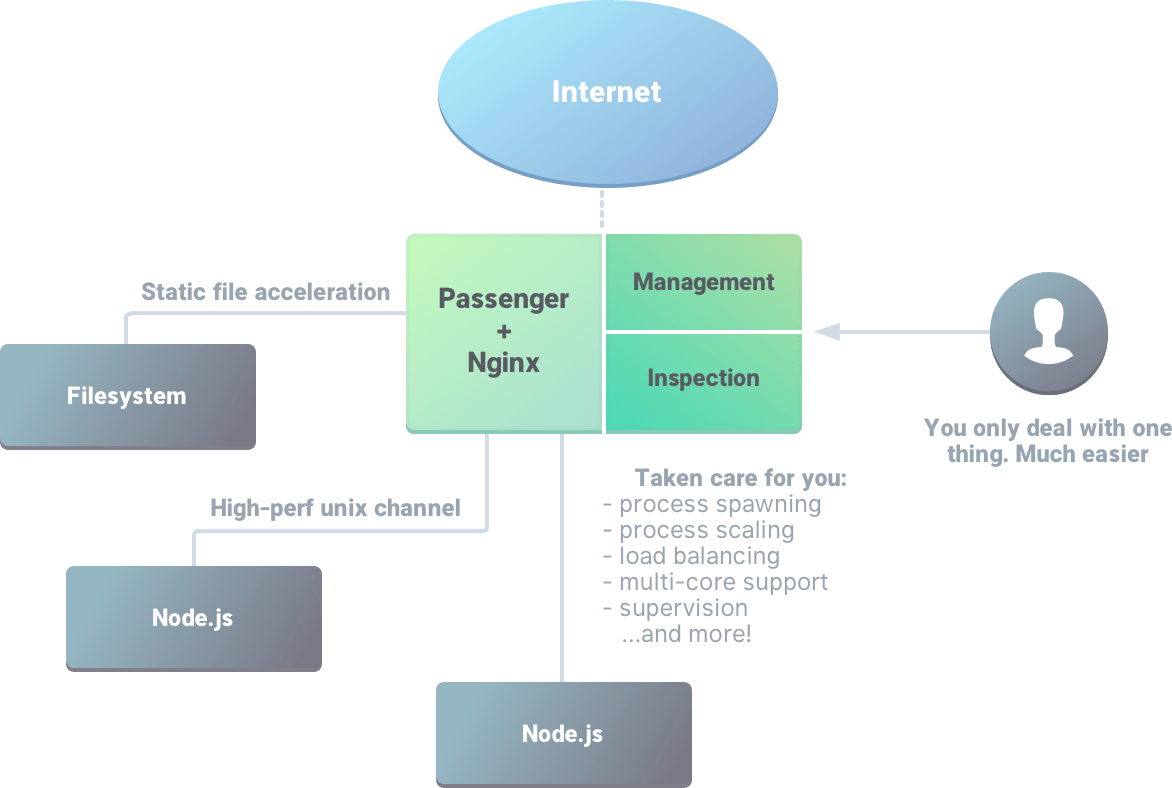 Internet
Static file acceleration
Passenger
+
Nginx
Management
Inspection
Filesystem
You only deal with one
thing. Much easier
High-perf unix channel
Taken care for you:
- process spawning
- process scaling
- load balancing
- multi-core support
- supervision
...and more!
Node.js
Node.js